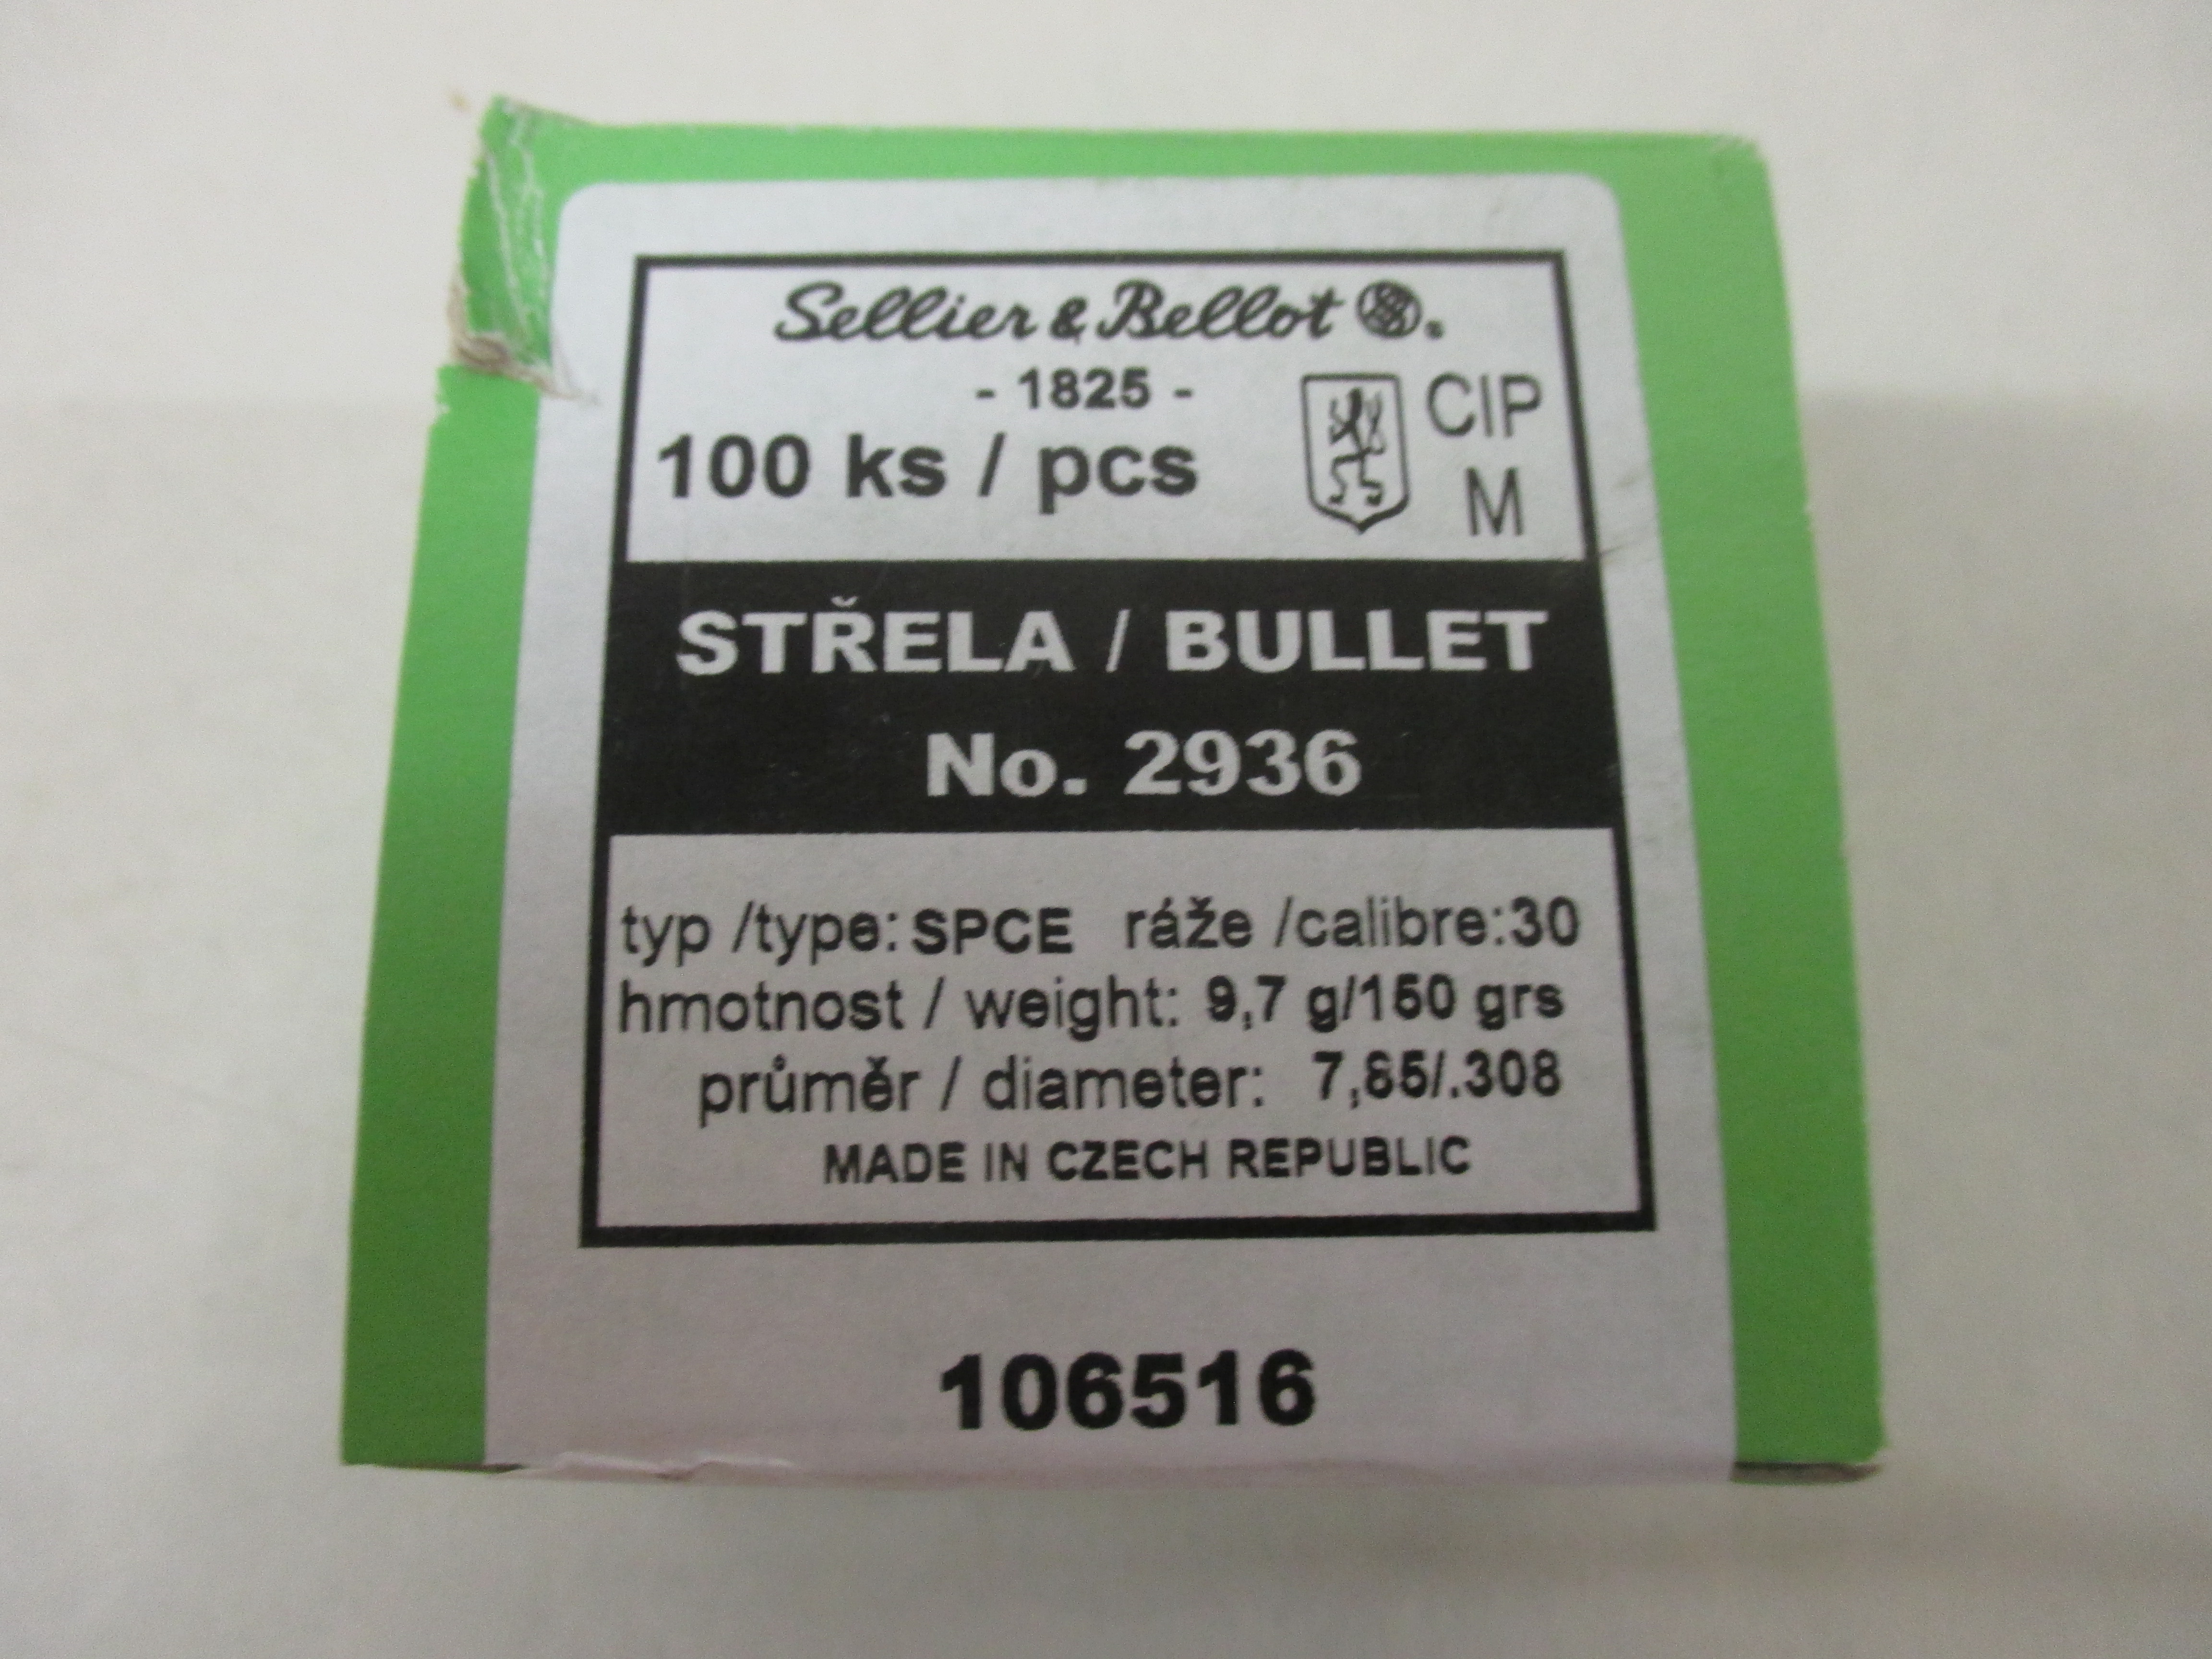 Sellier & Bellot
- 1825 -
100 ks / pcs
CIP
M
STŘELA / BULLET
No. 2936
typ /type: SPCE ráže /calibre:30
hmotnost / weight: 9,7 g/150 grs
průměr / diameter: 7,85/.308
MADE IN CZECH REPUBLIC
106516